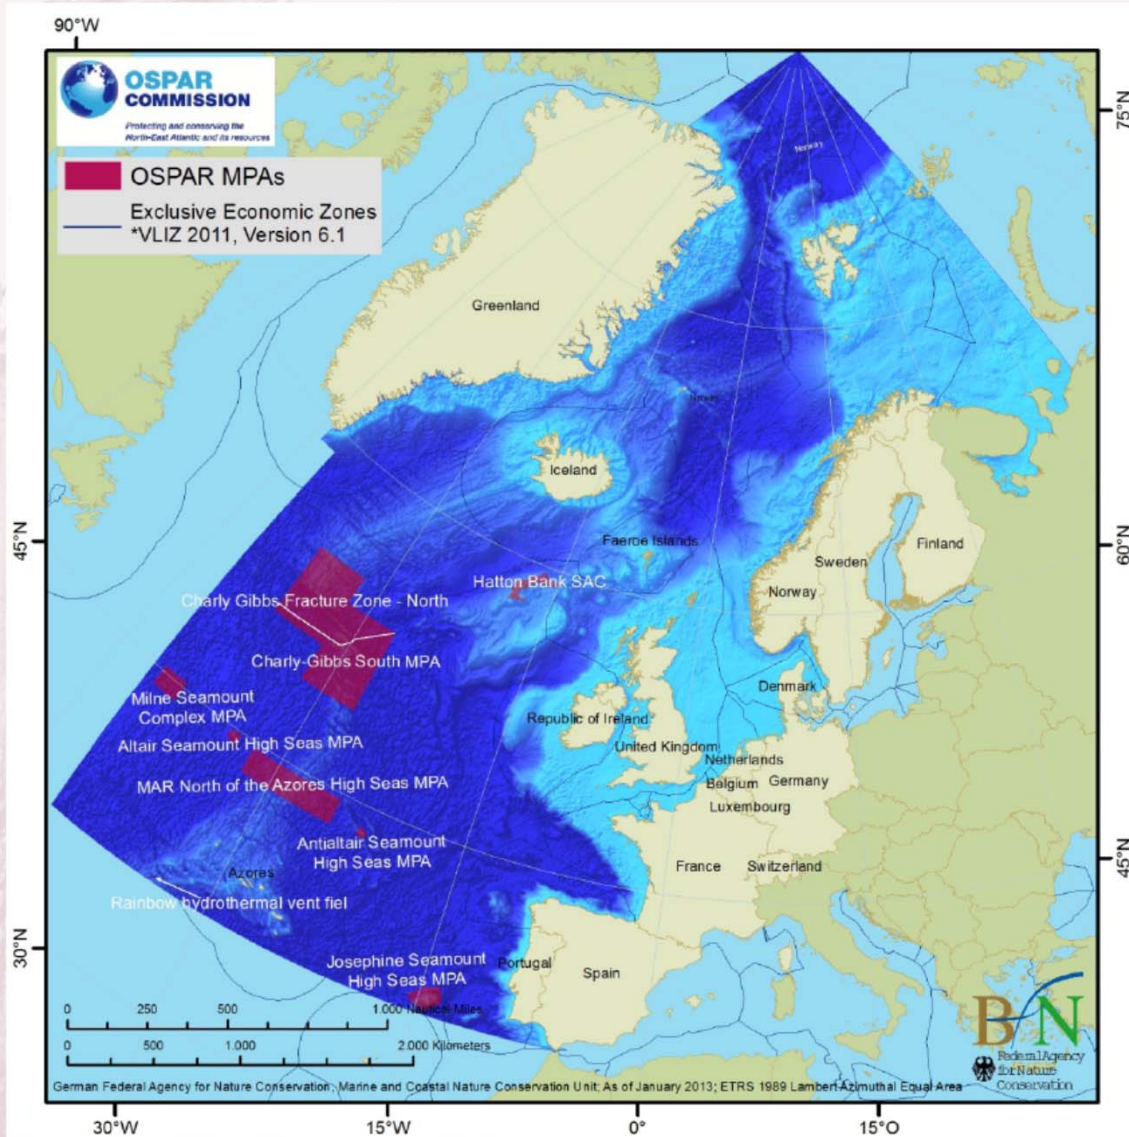 90°W
OSPAR
COMMISSION
Protecting and conserving the
North-East Atlantic and its resources
OSPAR MPAs
Exclusive Economic Zones
*VLIZ 2011, Version 6.1
75°N
Norway
Greenland
45°N
Iceland
60°N
Faeroe Islands
Finland
Sweden
Hatton Bank SAC
Norway
Charly Gibbs Fracture Zone - North
Charly-Gibbs South MPA
Denmark
Milne Seamount
Complex MPA
Republic of Ireland
Altair Seamount High Seas MPA
United Kingdom
Netherlands
MAR North of the Azores High Seas MPA
Belgium
Germany
Luxembourg
Antialtair Seamount
High Seas MPA
France
Switzerland
45°N
Azores
Rainbow hydrothermal vent fiel
30°N
Josephine Seamount
High Seas MPA
Portugal
Spain
0 250 500 1.000 Nautical Miles
0 500 1.000 2.000 Kilometers
BfN
Federal Agency
for Nature
Conservation
German Federal Agency for Nature Conservation; Marine and Coastal Nature Conservation Unit; As of January 2013; ETRS 1989 Lambert Azimuthal Equal Area
30°W
15°W
0°
15°O